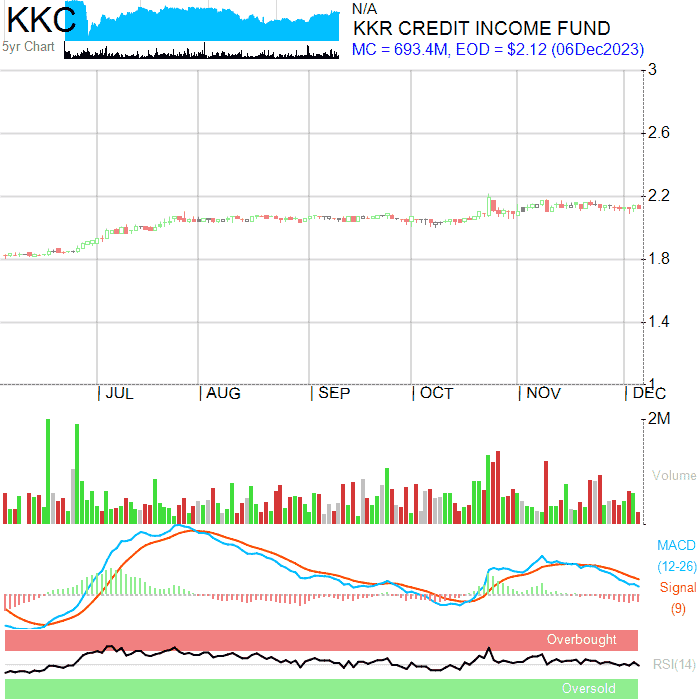 KKC
5yr Chart
N/A
KKR CREDIT INCOME FUND
MC = 693.4M, EOD = $2.12 (06Dec2023)
3
2.6
2.2
1.8
1.4
1
| JUL | AUG | SEP | OCT | NOV | DEC
2M
Volume
MACD
(12-26)
Signal
(9)
Overbought
RSI(14)
Oversold